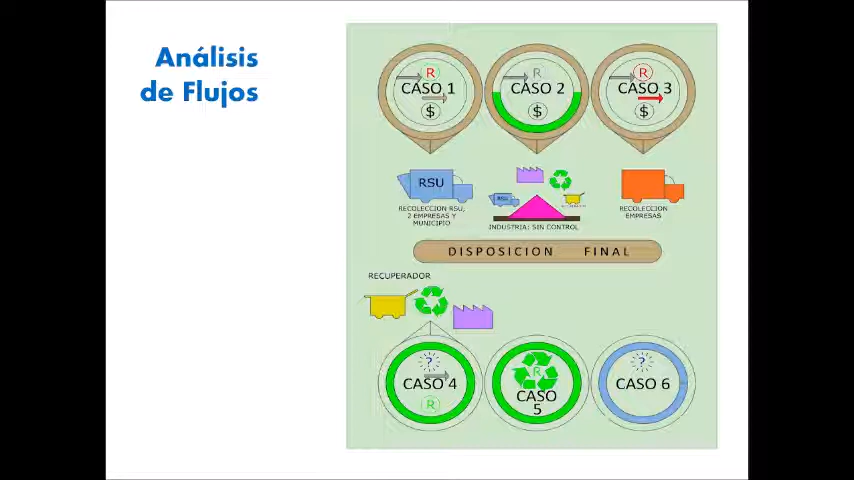 Análisis
de Flujos
R
CASO 1
$
R
CASO 2
$
R
CASO 3
$
RSU
RECOLECCION RSU,
2 EMPRESAS Y
MUNICIPIO
RSU
INDUSTRIA: SIN CONTROL
RECOLECCION
EMPRESAS
DISPOSICION FINAL
RECUPERADOR
?
CASO 4
R
R
CASO
5
?
CASO 6